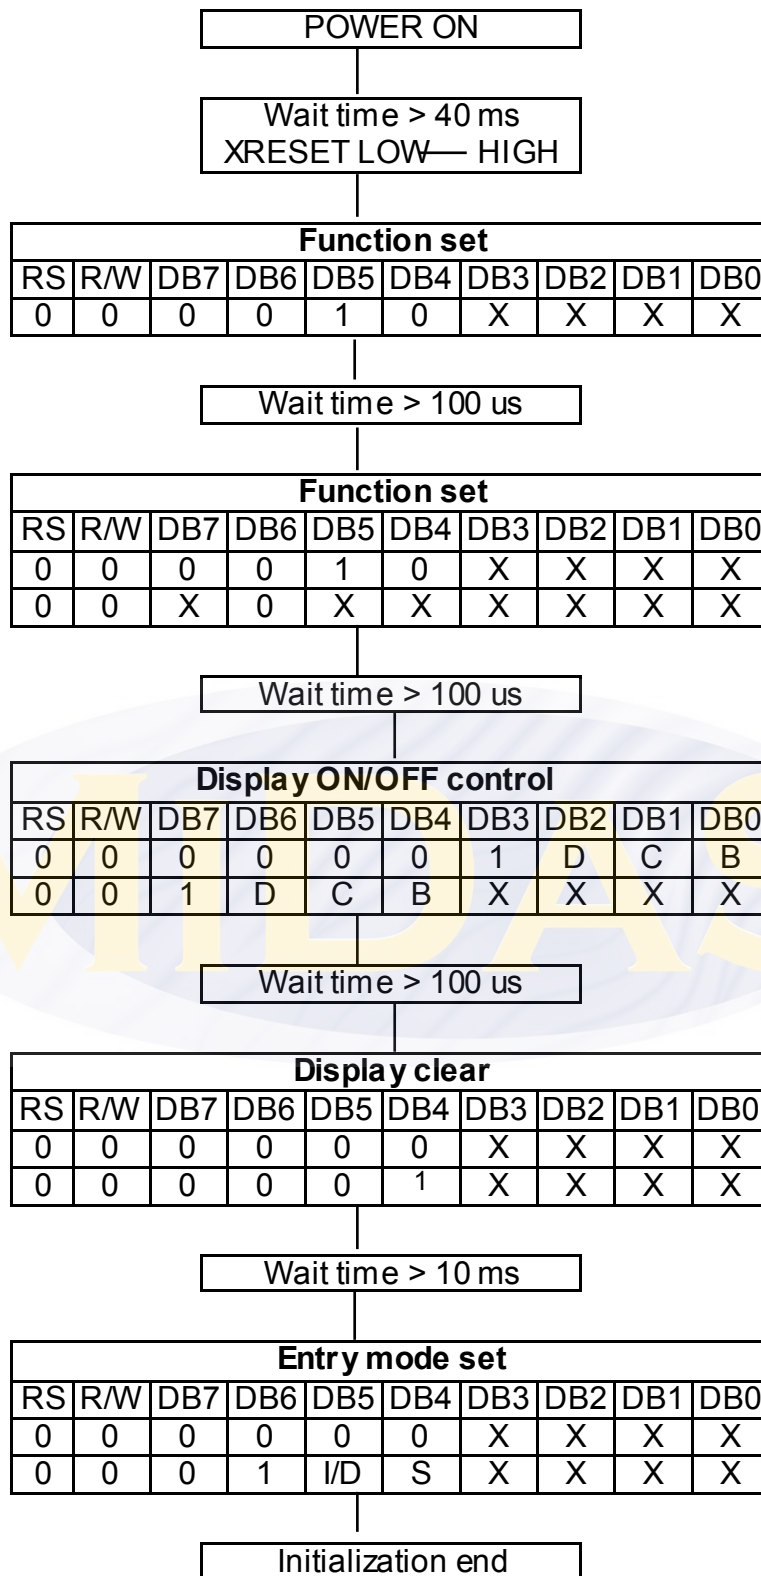 POWER ON
Wait time > 40 ms
XRESET LOW — HIGH
Function set
RS R/W DB7 DB6 DB5 DB4 DB3 DB2 DB1 DB0
0 0 0 0 1 0 X X X X
Wait time > 100 us
Function set
RS R/W DB7 DB6 DB5 DB4 DB3 DB2 DB1 DB0
0 0 0 0 1 0 X X X X
0 0 X 0 X X X X X X
Wait time > 100 us
Display ON/OFF control
RS R/W DB7 DB6 DB5 DB4 DB3 DB2 DB1 DB0
0 0 0 0 0 0 1 D C B
0 0 1 D C B X X X X
MIDAS
Wait time > 100 us
Display clear
RS R/W DB7 DB6 DB5 DB4 DB3 DB2 DB1 DB0
0 0 0 0 0 0 X X X X
0 0 0 0 0 1 X X X X
Wait time > 10 ms
Entry mode set
RS R/W DB7 DB6 DB5 DB4 DB3 DB2 DB1 DB0
0 0 0 0 0 0 X X X X
0 0 0 1 I/D S X X X X
Initialization end